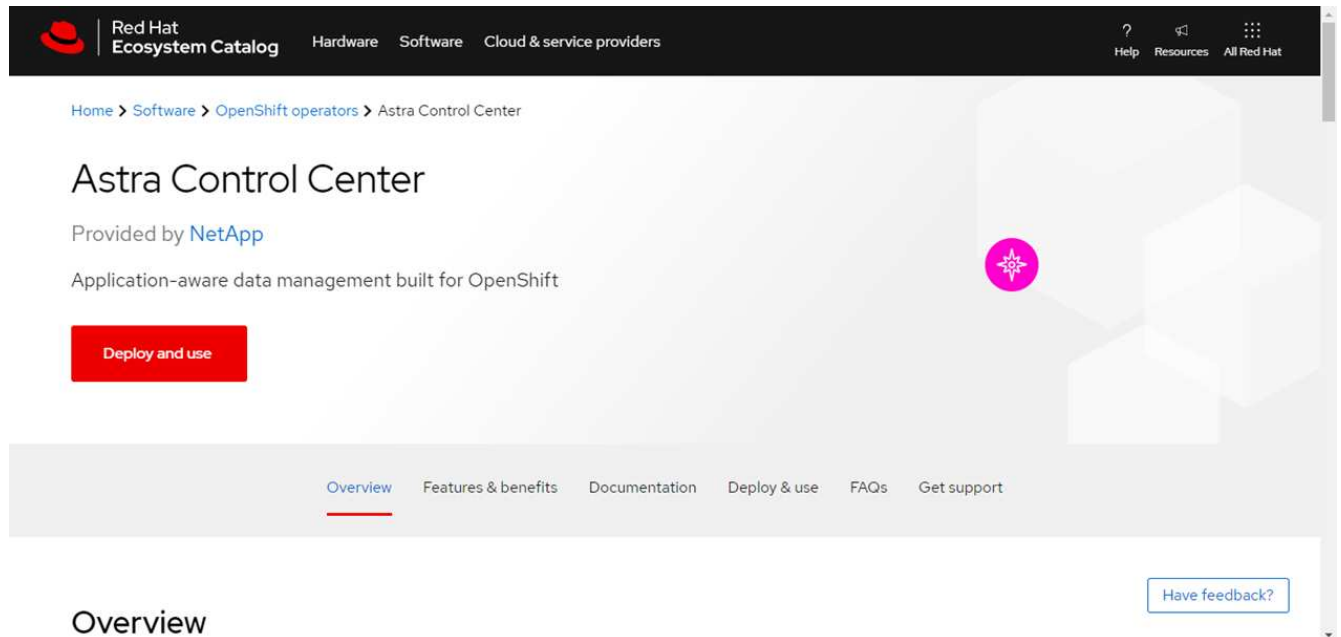 Red Hat
Ecosystem Catalog
Hardware Software Cloud & service providers
? Help Resources All Red Hat
Home > Software > OpenShift operators > Astra Control Center
Astra Control Center
Provided by NetApp
Application-aware data management built for OpenShift
Deploy and use
Overview Features & benefits Documentation Deploy & use FAQs Get support
Have feedback?
Overview